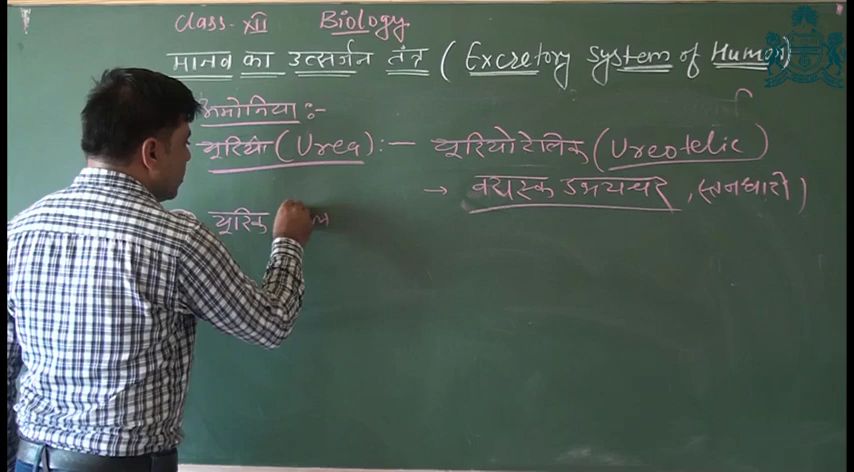 Class-XII Biology
मानव का उत्सर्जन तंत्र (Excretory System of Human)
अमोनिया :-
यूरिया (Urea) :- यूरियोटेलिक (Ureotelic)
→ वयस्क उभयचर, स्तनधारी)
यूरिक